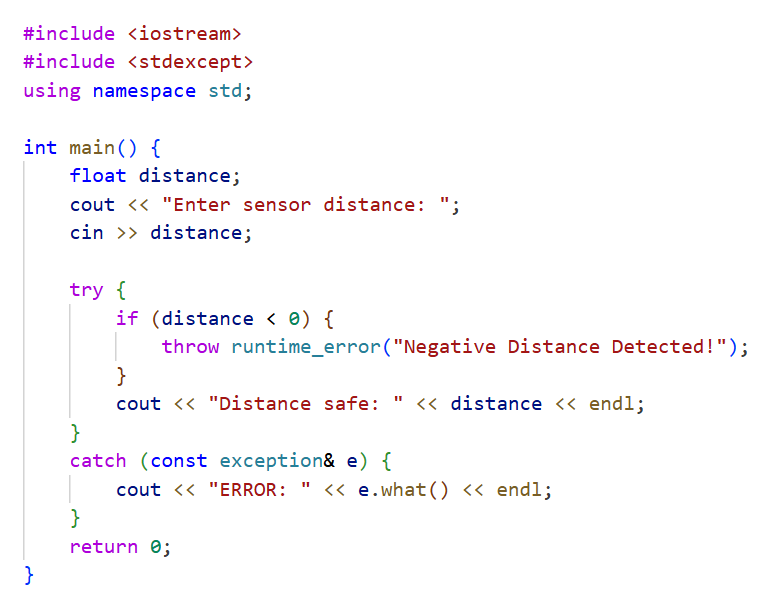 #include <iostream>
#include <stdexcept>
using namespace std;

int main() {
    float distance;
    cout << "Enter sensor distance: ";
    cin >> distance;

    try {
        if (distance < 0) {
            throw runtime_error("Negative Distance Detected!");
        }
        cout << "Distance safe: " << distance << endl;
    }
    catch (const exception& e) {
        cout << "ERROR: " << e.what() << endl;
    }
    return 0;
}